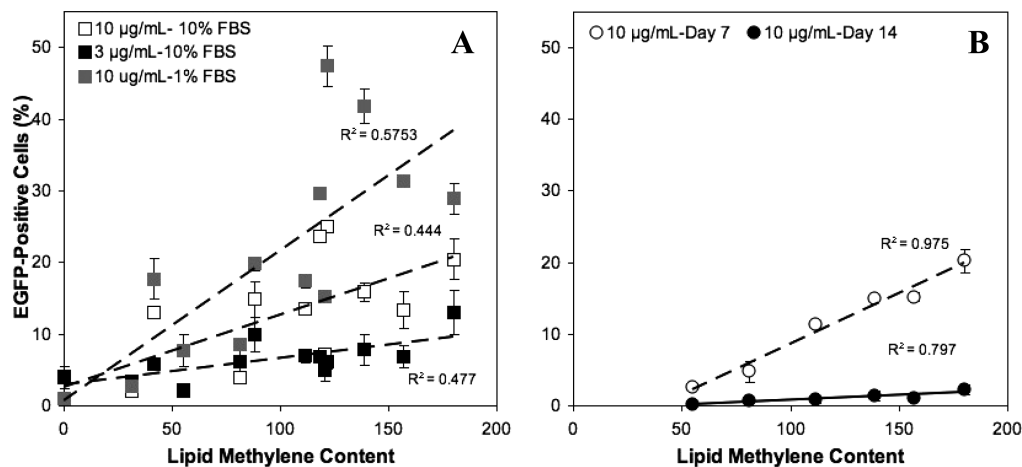 A
10 µg/mL- 10% FBS
3 µg/mL-10% FBS
10 ug/mL-1% FBS
EGFP-Positive Cells (%)
50
40
30
20
10
0
R² = 0.5753
R² = 0.444
R² = 0.477
0 50 100 150 200
Lipid Methylene Content
B
10 µg/mL-Day 7 10 µg/mL-Day 14
50
40
30
20
10
0
R² = 0.975
R² = 0.797
0 50 100 150 200
Lipid Methylene Content